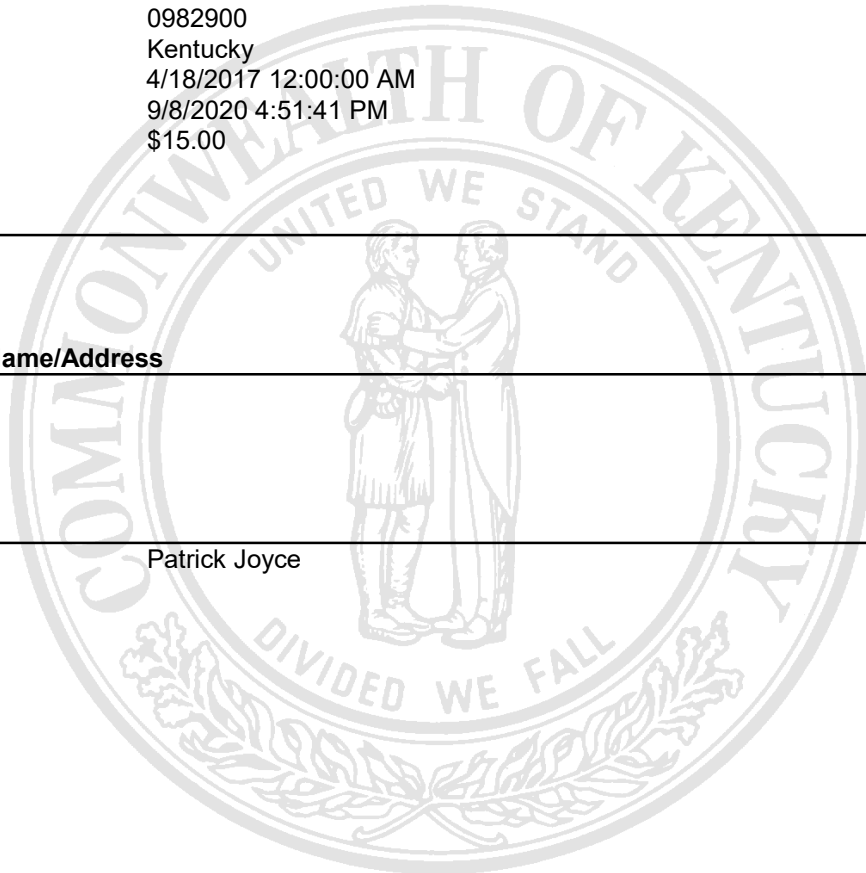 0982900
Kentucky
4/18/2017 12:00:00 AM
9/8/2020 4:51:41 PM
$15.00
COMMONWEALTH OF KENTUCKY
UNITED WE STAND
ame/Address
Patrick Joyce
DIVIDED WE FALL